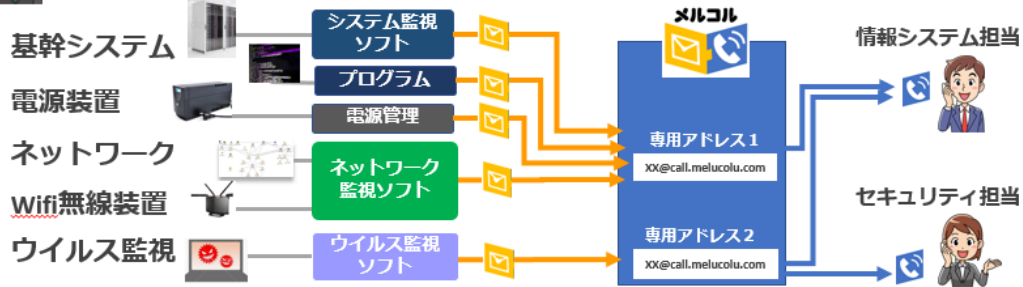 基幹システム
電源装置
ネットワーク
Wifi無線装置
ウイルス監視
システム監視
ソフト
プログラム
電源管理
ネットワーク
監視ソフト
ウイルス監視
ソフト
メルコル
専用アドレス1
XX@call.melucolu.com
専用アドレス2
XX@call.melucolu.com
情報システム担当
セキュリティ担当